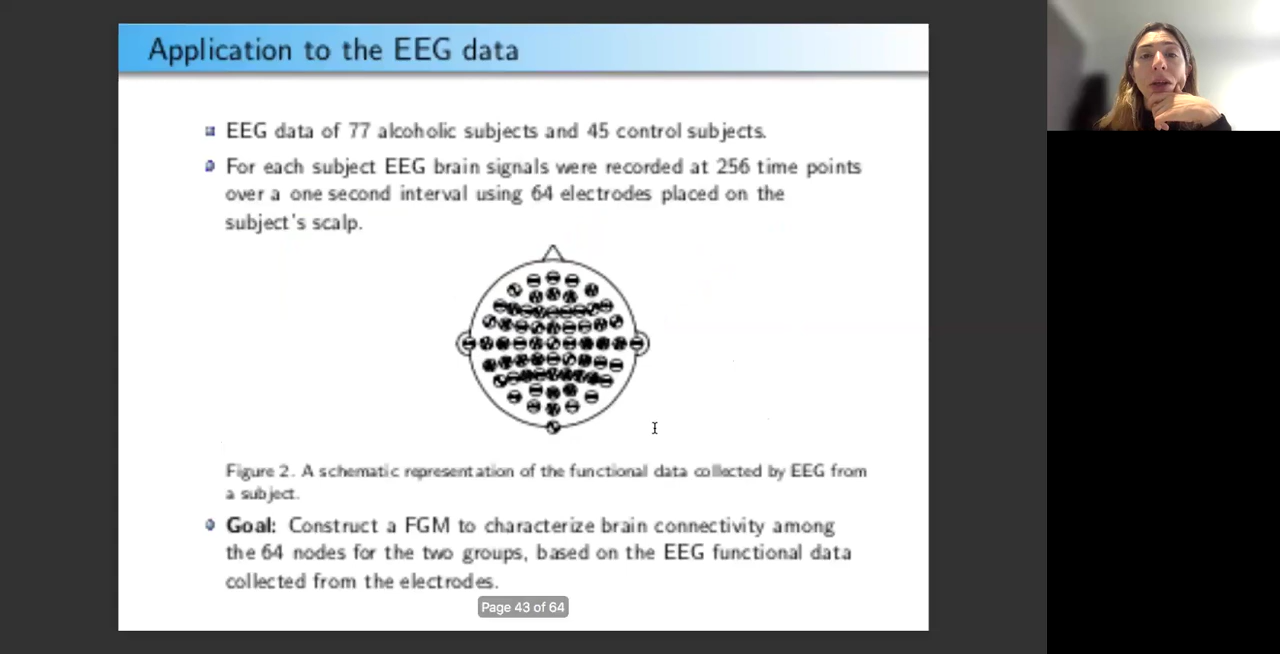 Application to the EEG data
EEG data of 77 alcoholic subjects and 45 control subjects.
For each subject EEG brain signals were recorded at 256 time points
over a one second interval using 64 electrodes placed on the
subject's scalp.
Figure 2. A schematic representation of the functional data collected by EEG from
a subject.
Goal: Construct a FGM to characterize brain connectivity among
the 64 nodes for the two groups, based on the EEG functional data
collected from the electrodes.
Page 43 of 64